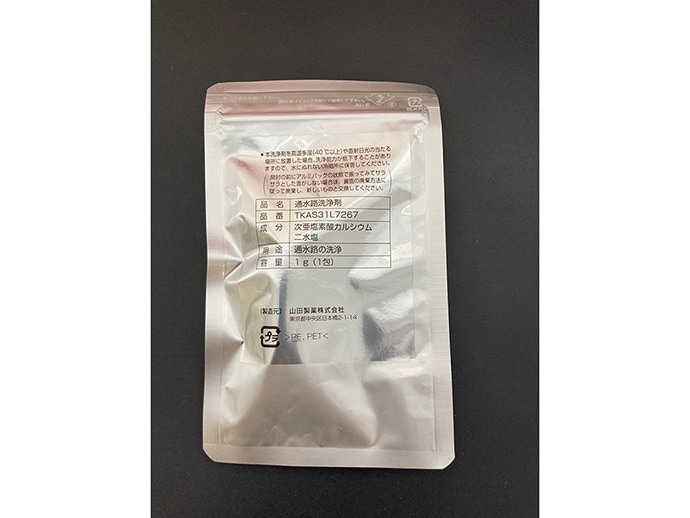 ● 本洗浄剤を高温多湿（40℃以上）や直射日光の当たる
場所に放置した場合、洗浄能力が低下することがあり
ますので、水にぬれない冷暗所に保管してください。
開封の前にアルミパックの状態で振ってみてサラ
サラとした音がしない場合は、裏面の廃棄方法に
従って廃棄し、新しいものと交換してください。
品 名 通水路洗浄剤
品 番 TKAS31L7267
成 分 次亜塩素酸カルシウム
二水塩
用 途 通水路の洗浄
容 量 1g（1包）
〔製造元〕 山田製薬株式会社
東京都中央区日本橋2-1-14
プラ >PE, PET<